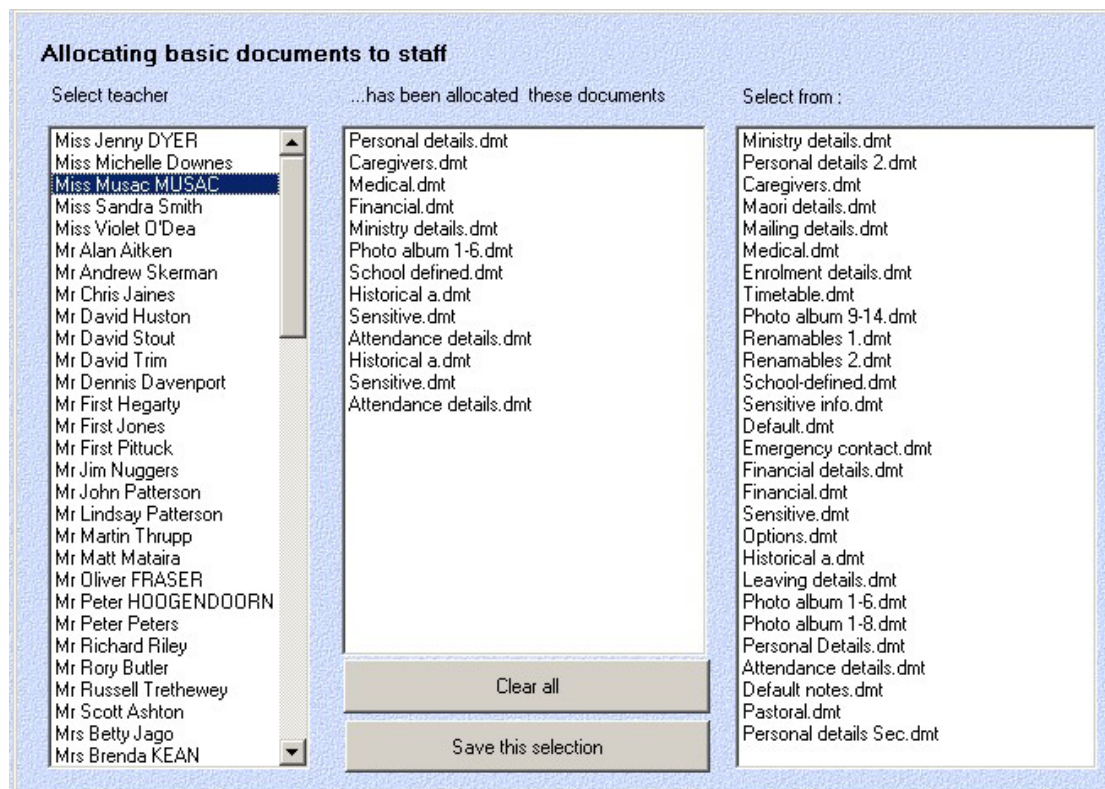 Allocating basic documents to staff
Select teacher
...has been allocated these documents
Select from :
Miss Jenny DYER
Miss Michelle Downes
Miss Musac MUSAC
Miss Sandra Smith
Miss Violet O'Dea
Mr Alan Aitken
Mr Andrew Skerman
Mr Chris Jaines
Mr David Huston
Mr David Stout
Mr David Trim
Mr Dennis Davenport
Mr First Hegarty
Mr First Jones
Mr First Pittuck
Mr Jim Nuggers
Mr John Patterson
Mr Lindsay Patterson
Mr Martin Thrupp
Mr Matt Mataira
Mr Oliver FRASER
Mr Peter HOOGENDOORN
Mr Peter Peters
Mr Richard Riley
Mr Rory Butler
Mr Russell Trethewey
Mr Scott Ashton
Mrs Betty Jago
Mrs Brenda KEAN
Personal details.dmt
Caregivers.dmt
Medical.dmt
Financial.dmt
Ministry details.dmt
Photo album 1-6.dmt
School defined.dmt
Historical a.dmt
Sensitive.dmt
Attendance details.dmt
Historical a.dmt
Sensitive.dmt
Attendance details.dmt
Clear all
Save this selection
Ministry details.dmt
Personal details 2.dmt
Caregivers.dmt
Maori details.dmt
Mailing details.dmt
Medical.dmt
Enrolment details.dmt
Timetable.dmt
Photo album 9-14.dmt
Renamables 1.dmt
Renamables 2.dmt
School-defined.dmt
Sensitive info.dmt
Default.dmt
Emergency contact.dmt
Financial details.dmt
Financial.dmt
Sensitive.dmt
Options.dmt
Historical a.dmt
Leaving details.dmt
Photo album 1-6.dmt
Photo album 1-8.dmt
Personal Details.dmt
Attendance details.dmt
Default notes.dmt
Pastoral.dmt
Personal details Sec.dmt